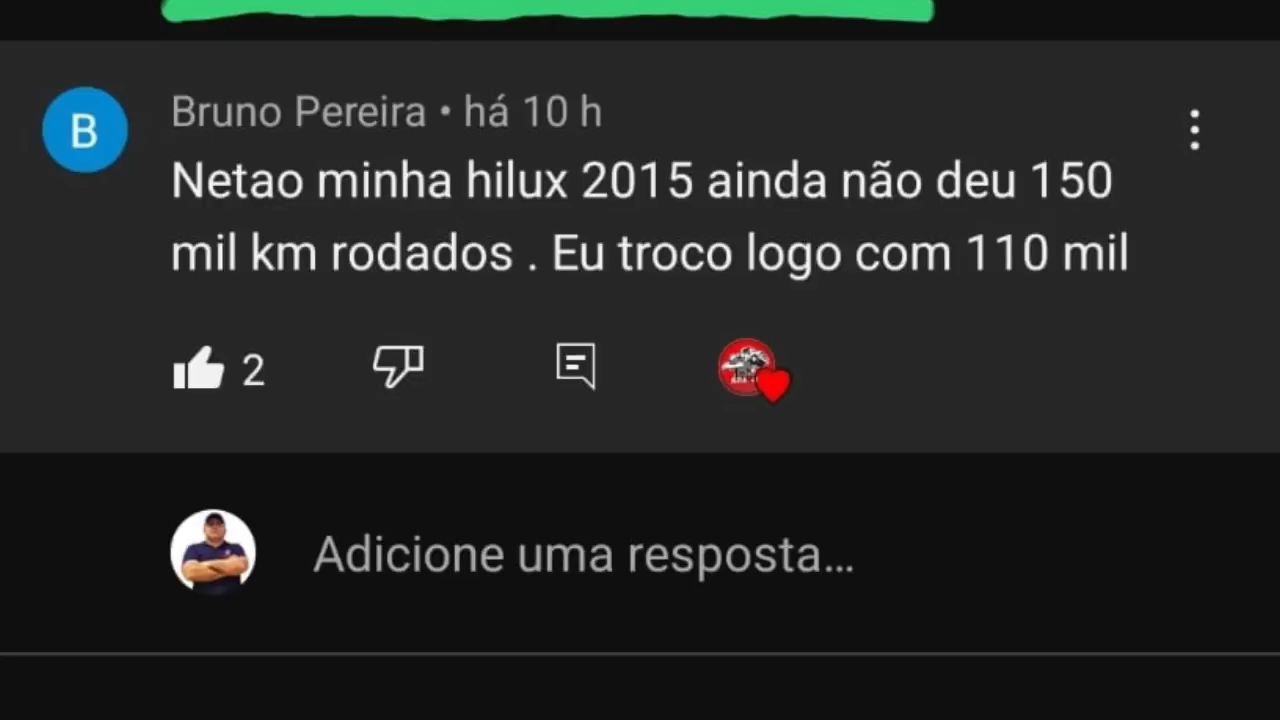 B
Bruno Pereira • há 10 h
Netao minha hilux 2015 ainda não deu 150
mil km rodados . Eu troco logo com 110 mil
2
Adicione uma resposta...